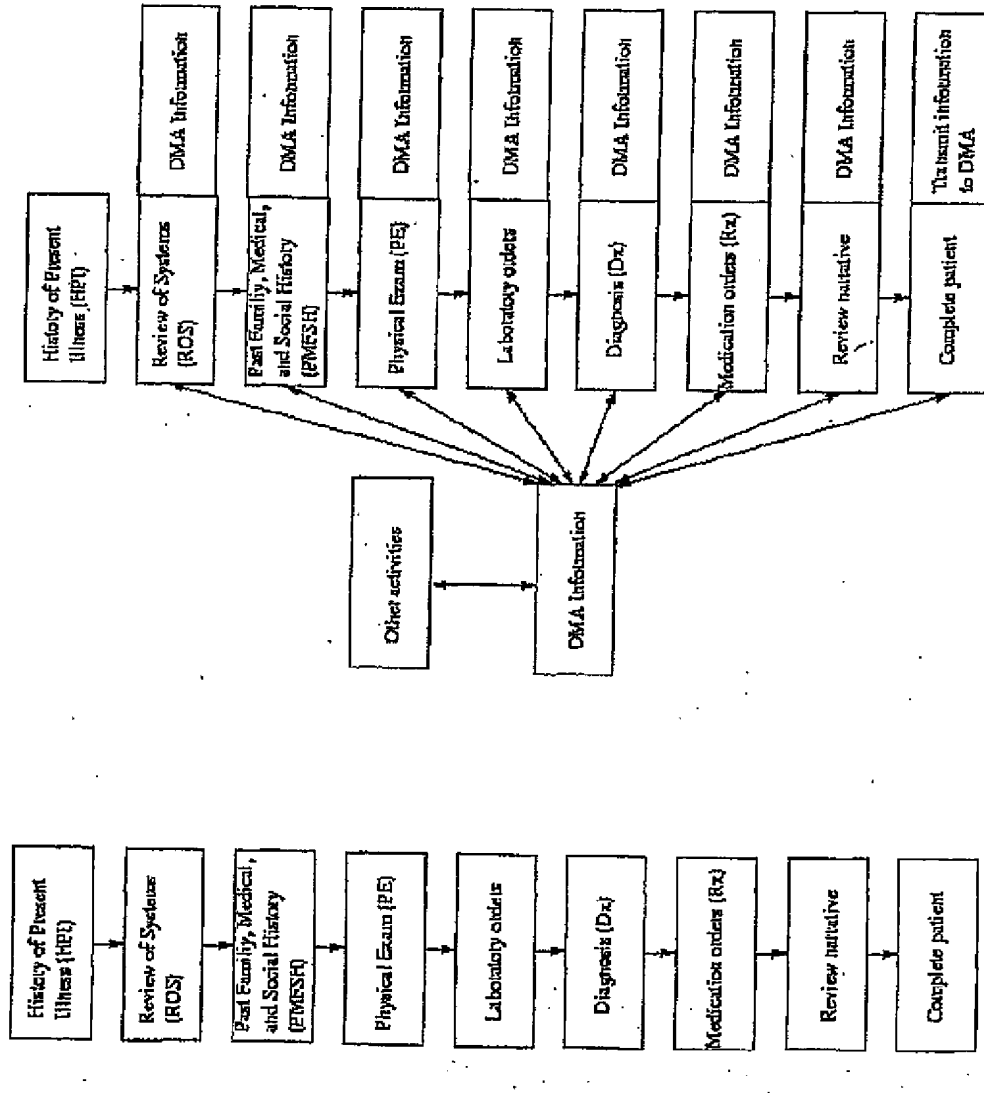 History of Present
Illness (HPI)
Review of Systems
(ROS)
Past Family, Medical,
and Social History
(PMFSH)
Physical Exam (PE)
Laboratory orders
Diagnosis (Dx)
Medication orders (Rx)
Review narrative
Complete patient
Other activities
DMA Information
History of Present
Illness (HPI)
Review of Systems
(ROS)
DMA Information
Past Family, Medical,
and Social History
(PMFSH)
DMA Information
Physical Exam (PE)
DMA Information
Laboratory orders
DMA Information
Diagnosis (Dx)
DMA Information
Medication orders (Rx)
DMA Information
Review narrative
DMA Information
Complete patient
Transmit information
to DMA